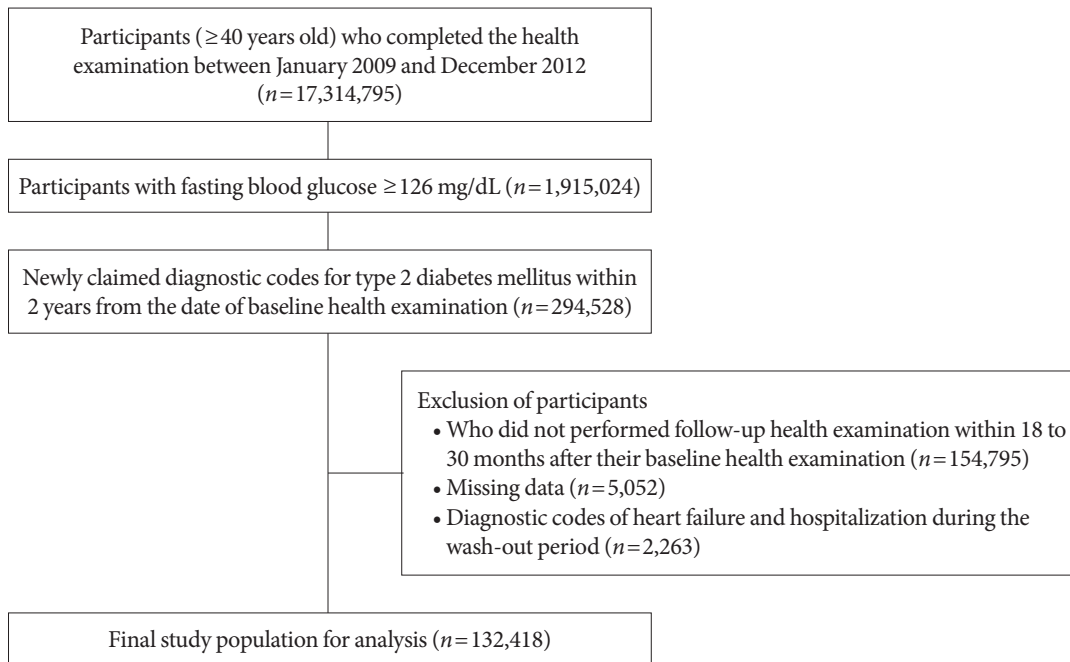 Participants (≥40 years old) who completed the health
examination between January 2009 and December 2012
(n=17,314,795)
Participants with fasting blood glucose ≥126 mg/dL (n=1,915,024)
Newly claimed diagnostic codes for type 2 diabetes mellitus within
2 years from the date of baseline health examination (n=294,528)
Exclusion of participants
• Who did not performed follow-up health examination within 18 to
30 months after their baseline health examination (n=154,795)
• Missing data (n=5,052)
• Diagnostic codes of heart failure and hospitalization during the
wash-out period (n=2,263)
Final study population for analysis (n=132,418)